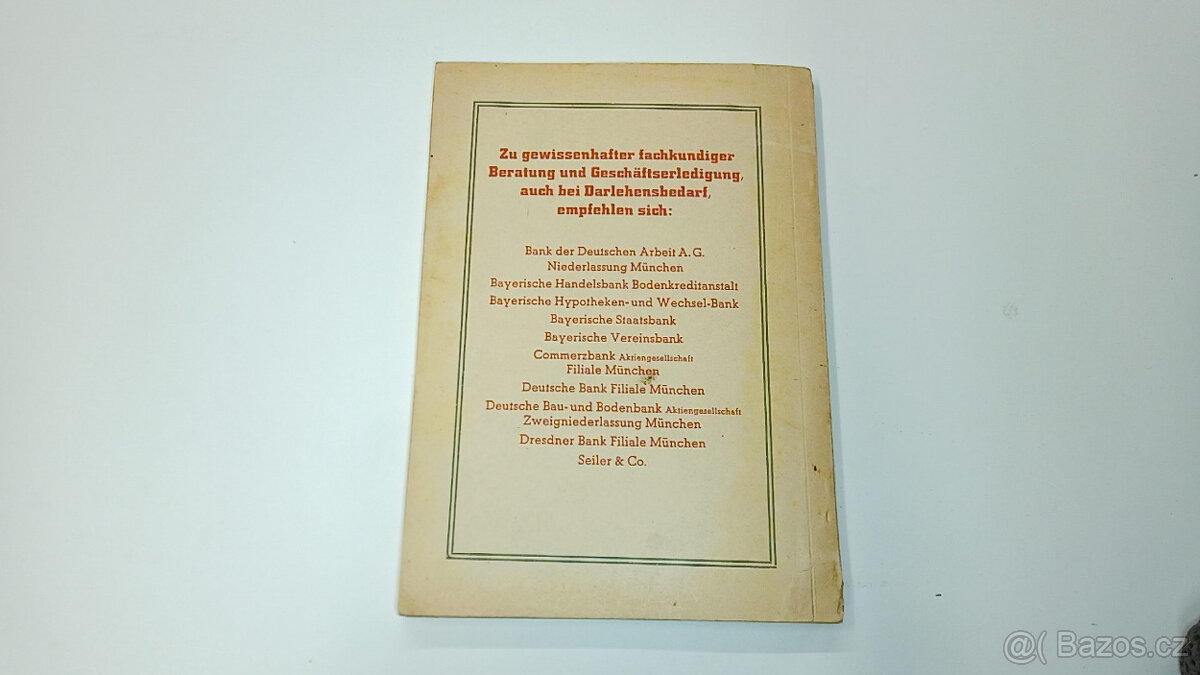 Zu gewissenhafter fachkundiger
Beratung und Geschäftserledigung,
auch bei Darlehensbedarf,
empfehlen sich:
Bank der Deutschen Arbeit A.G.
Niederlassung München
Bayerische Handelsbank Bodenkreditanstalt
Bayerische Hypotheken- und Wechsel-Bank
Bayerische Staatsbank
Bayerische Vereinsbank
Commerzbank Aktiengesellschaft
Filiale München
Deutsche Bank Filiale München
Deutsche Bau- und Bodenbank Aktiengesellschaft
Zweigniederlassung München
Dresdner Bank Filiale München
Seiler & Co.
@( Bazos.cz